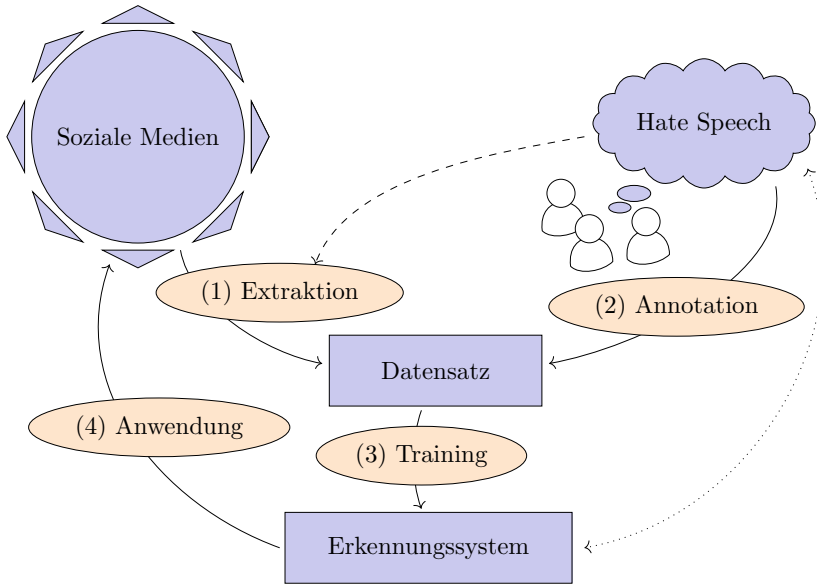 Soziale Medien
Hate Speech
(1) Extraktion
(2) Annotation
Datensatz
(4) Anwendung
(3) Training
Erkennungssystem